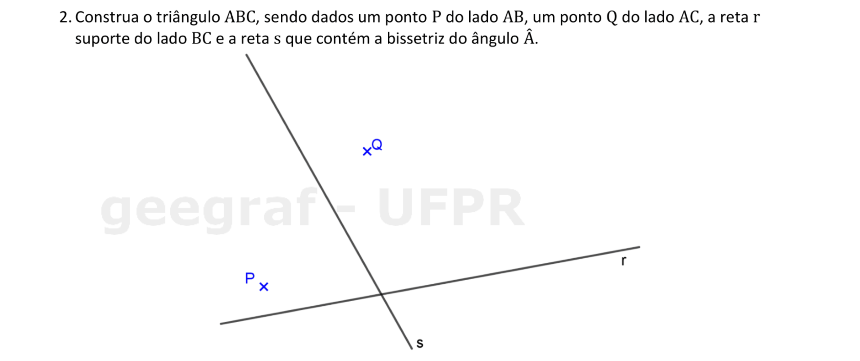 2. Construa o triângulo ABC, sendo dados um ponto P do lado AB, um ponto Q do lado AC, a reta r
suporte do lado BC e a reta s que contém a bissetriz do ângulo Â.
Q
geegraf - UFPR
r
P
s